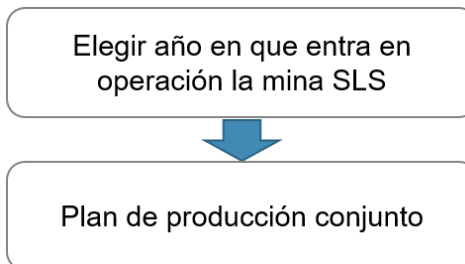 Elegir año en que entra en
operación la mina SLS
Plan de producción conjunto